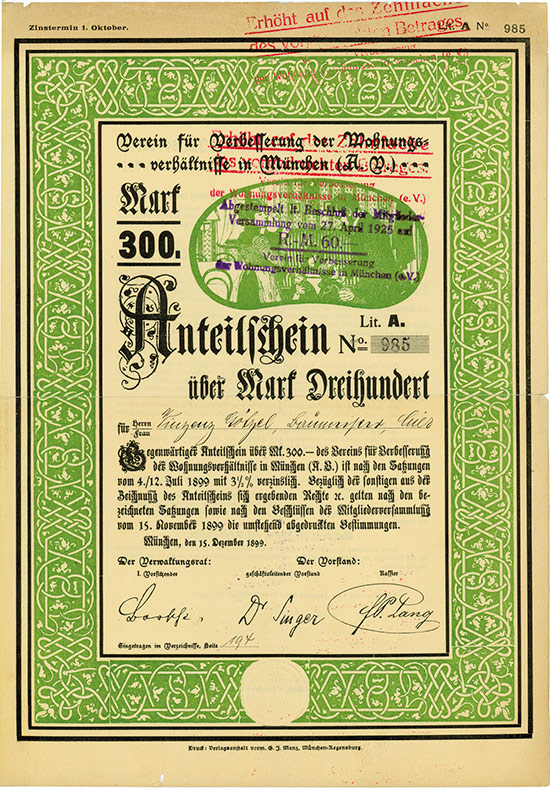 Zinstermin 1. Oktober.
Lit. A No. 985
Erhöht auf das Zehnfache
des Betrages
Verein für Verbesserung der Wohnungs-
verhältnisse in München (A. V.)
der Wohnungsverhältnisse in München (e. V.)
Mark
300.
Abgestempelt lt. Beschluß der Mitglieder-
Versammlung vom 27. April 1925 auf
R.-M. 60.
Verein für Verbesserung
der Wohnungsverhältnisse in München (e. V.)
Anteilschein
Lit. A.
No. 985
über Mark Dreihundert
für Herrn
Frau
Vinzenz
Gegenwärtiger Anteilschein über Mk. 300.— des Vereins für Verbesserung
der Wohnungsverhältnisse in München (A. V.) ist nach den Satzungen
vom 4./12. Juli 1899 mit 3½% verzinslich. Bezüglich der sonstigen aus der
Zeichnung des Anteilscheins sich ergebenden Rechte ꝛc. gelten nach den be-
zeichneten Satzungen sowie nach den Beschlüssen der Mitgliederversammlung
vom 15. November 1899 die umstehend abgedruckten Bestimmungen.
München, den 15. Dezember 1899.
Der Verwaltungsrat: Der Vorstand:
I. Vorsitzender geschäftsleitender Vorstand Kassier
Dr Singer Lang
Eingetragen im Verzeichnisse, Seite 194
Druck: Verlagsanstalt vorm. G. J. Manz, München-Regensburg.